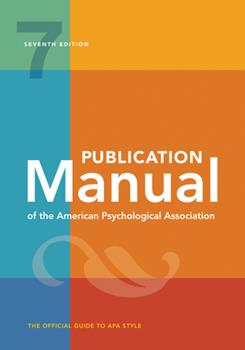 7
SEVENTH EDITION
PUBLICATION
Manual
of the American Psychological Association
THE OFFICIAL GUIDE TO APA STYLE